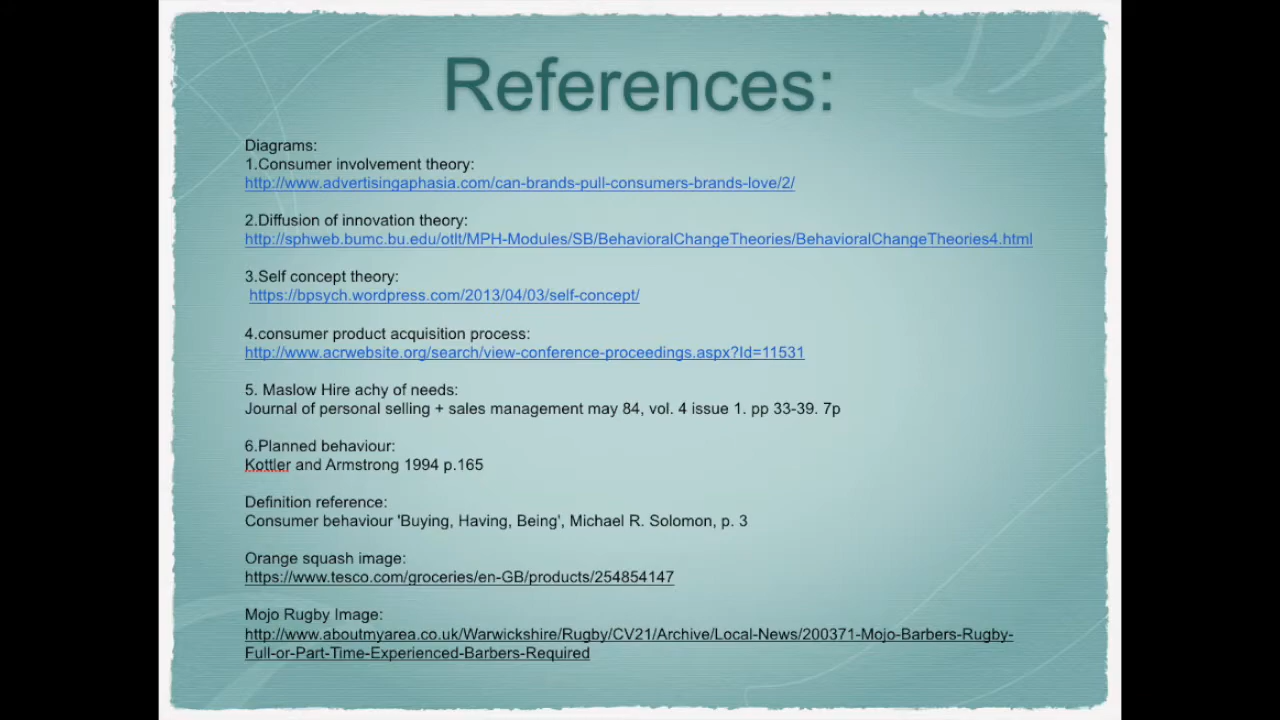 References:
Diagrams:
1.Consumer involvement theory:
http://www.advertisingaphasia.com/can-brands-pull-consumers-brands-love/2/
2.Diffusion of innovation theory:
http://sphweb.bumc.bu.edu/otlt/MPH-Modules/SB/BehavioralChangeTheories/BehavioralChangeTheories4.html
3.Self concept theory:
https://bpsych.wordpress.com/2013/04/03/self-concept/
4.consumer product acquisition process:
http://www.acrwebsite.org/search/view-conference-proceedings.aspx?Id=11531
5. Maslow Hire achy of needs:
Journal of personal selling + sales management may 84, vol. 4 issue 1. pp 33-39. 7p
6.Planned behaviour:
Kottler and Armstrong 1994 p.165
Definition reference:
Consumer behaviour 'Buying, Having, Being', Michael R. Solomon, p. 3
Orange squash image:
https://www.tesco.com/groceries/en-GB/products/254854147
Mojo Rugby Image:
http://www.aboutmyarea.co.uk/Warwickshire/Rugby/CV21/Archive/Local-News/200371-Mojo-Barbers-Rugby-
Full-or-Part-Time-Experienced-Barbers-Required